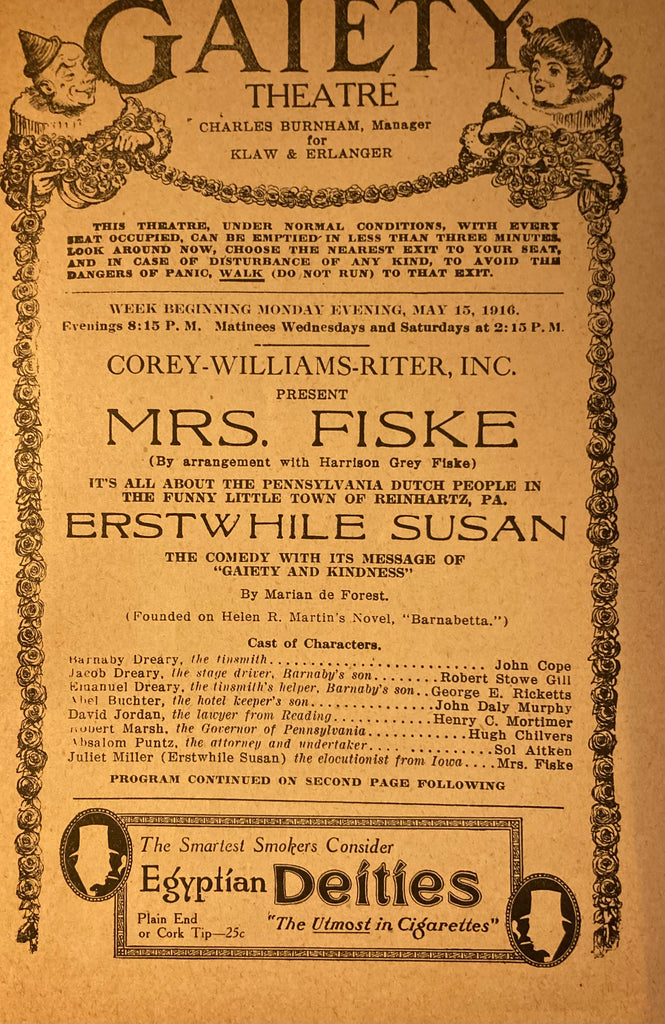 GAIETY
THEATRE
CHARLES BURNHAM, Manager
for
KLAW & ERLANGER
THIS THEATRE, UNDER NORMAL CONDITIONS, WITH EVERY
SEAT OCCUPIED, CAN BE EMPTIED IN LESS THAN THREE MINUTES.
LOOK AROUND NOW, CHOOSE THE NEAREST EXIT TO YOUR SEAT,
AND IN CASE OF DISTURBANCE OF ANY KIND, TO AVOID THE
DANGERS OF PANIC, WALK (DO NOT RUN) TO THAT EXIT.
WEEK BEGINNING MONDAY EVENING, MAY 15, 1916.
Evenings 8:15 P. M. Matinees Wednesdays and Saturdays at 2:15 P. M.
COREY-WILLIAMS-RITER, INC.
PRESENT
MRS. FISKE
(By arrangement with Harrison Grey Fiske)
IT'S ALL ABOUT THE PENNSYLVANIA DUTCH PEOPLE IN
THE FUNNY LITTLE TOWN OF REINHARTZ, PA.
ERSTWHILE SUSAN
THE COMEDY WITH ITS MESSAGE OF
"GAIETY AND KINDNESS"
By Marian de Forest.
(Founded on Helen R. Martin's Novel, "Barnabetta.")
Cast of Characters.
Barnaby Dreary, the tinsmith........................ John Cope
Jacob Dreary, the stage driver, Barnaby's son........Robert Stowe Gill
Emanuel Dreary, the tinsmith's helper, Barnaby's son..George E. Ricketts
Abel Buchter, the hotel keeper's son...............John Daly Murphy
David Jordan, the lawyer from Reading............Henry C. Mortimer
Robert Marsh, the Governor of Pennsylvania............Hugh Chilvers
Absalom Puntz, the attorney and undertaker...............Sol Aitken
Juliet Miller (Erstwhile Susan) the elocutionist from Iowa....Mrs. Fiske
PROGRAM CONTINUED ON SECOND PAGE FOLLOWING
The Smartest Smokers Consider
Egyptian Deities
Plain End
or Cork Tip—25c
"The Utmost in Cigarettes"